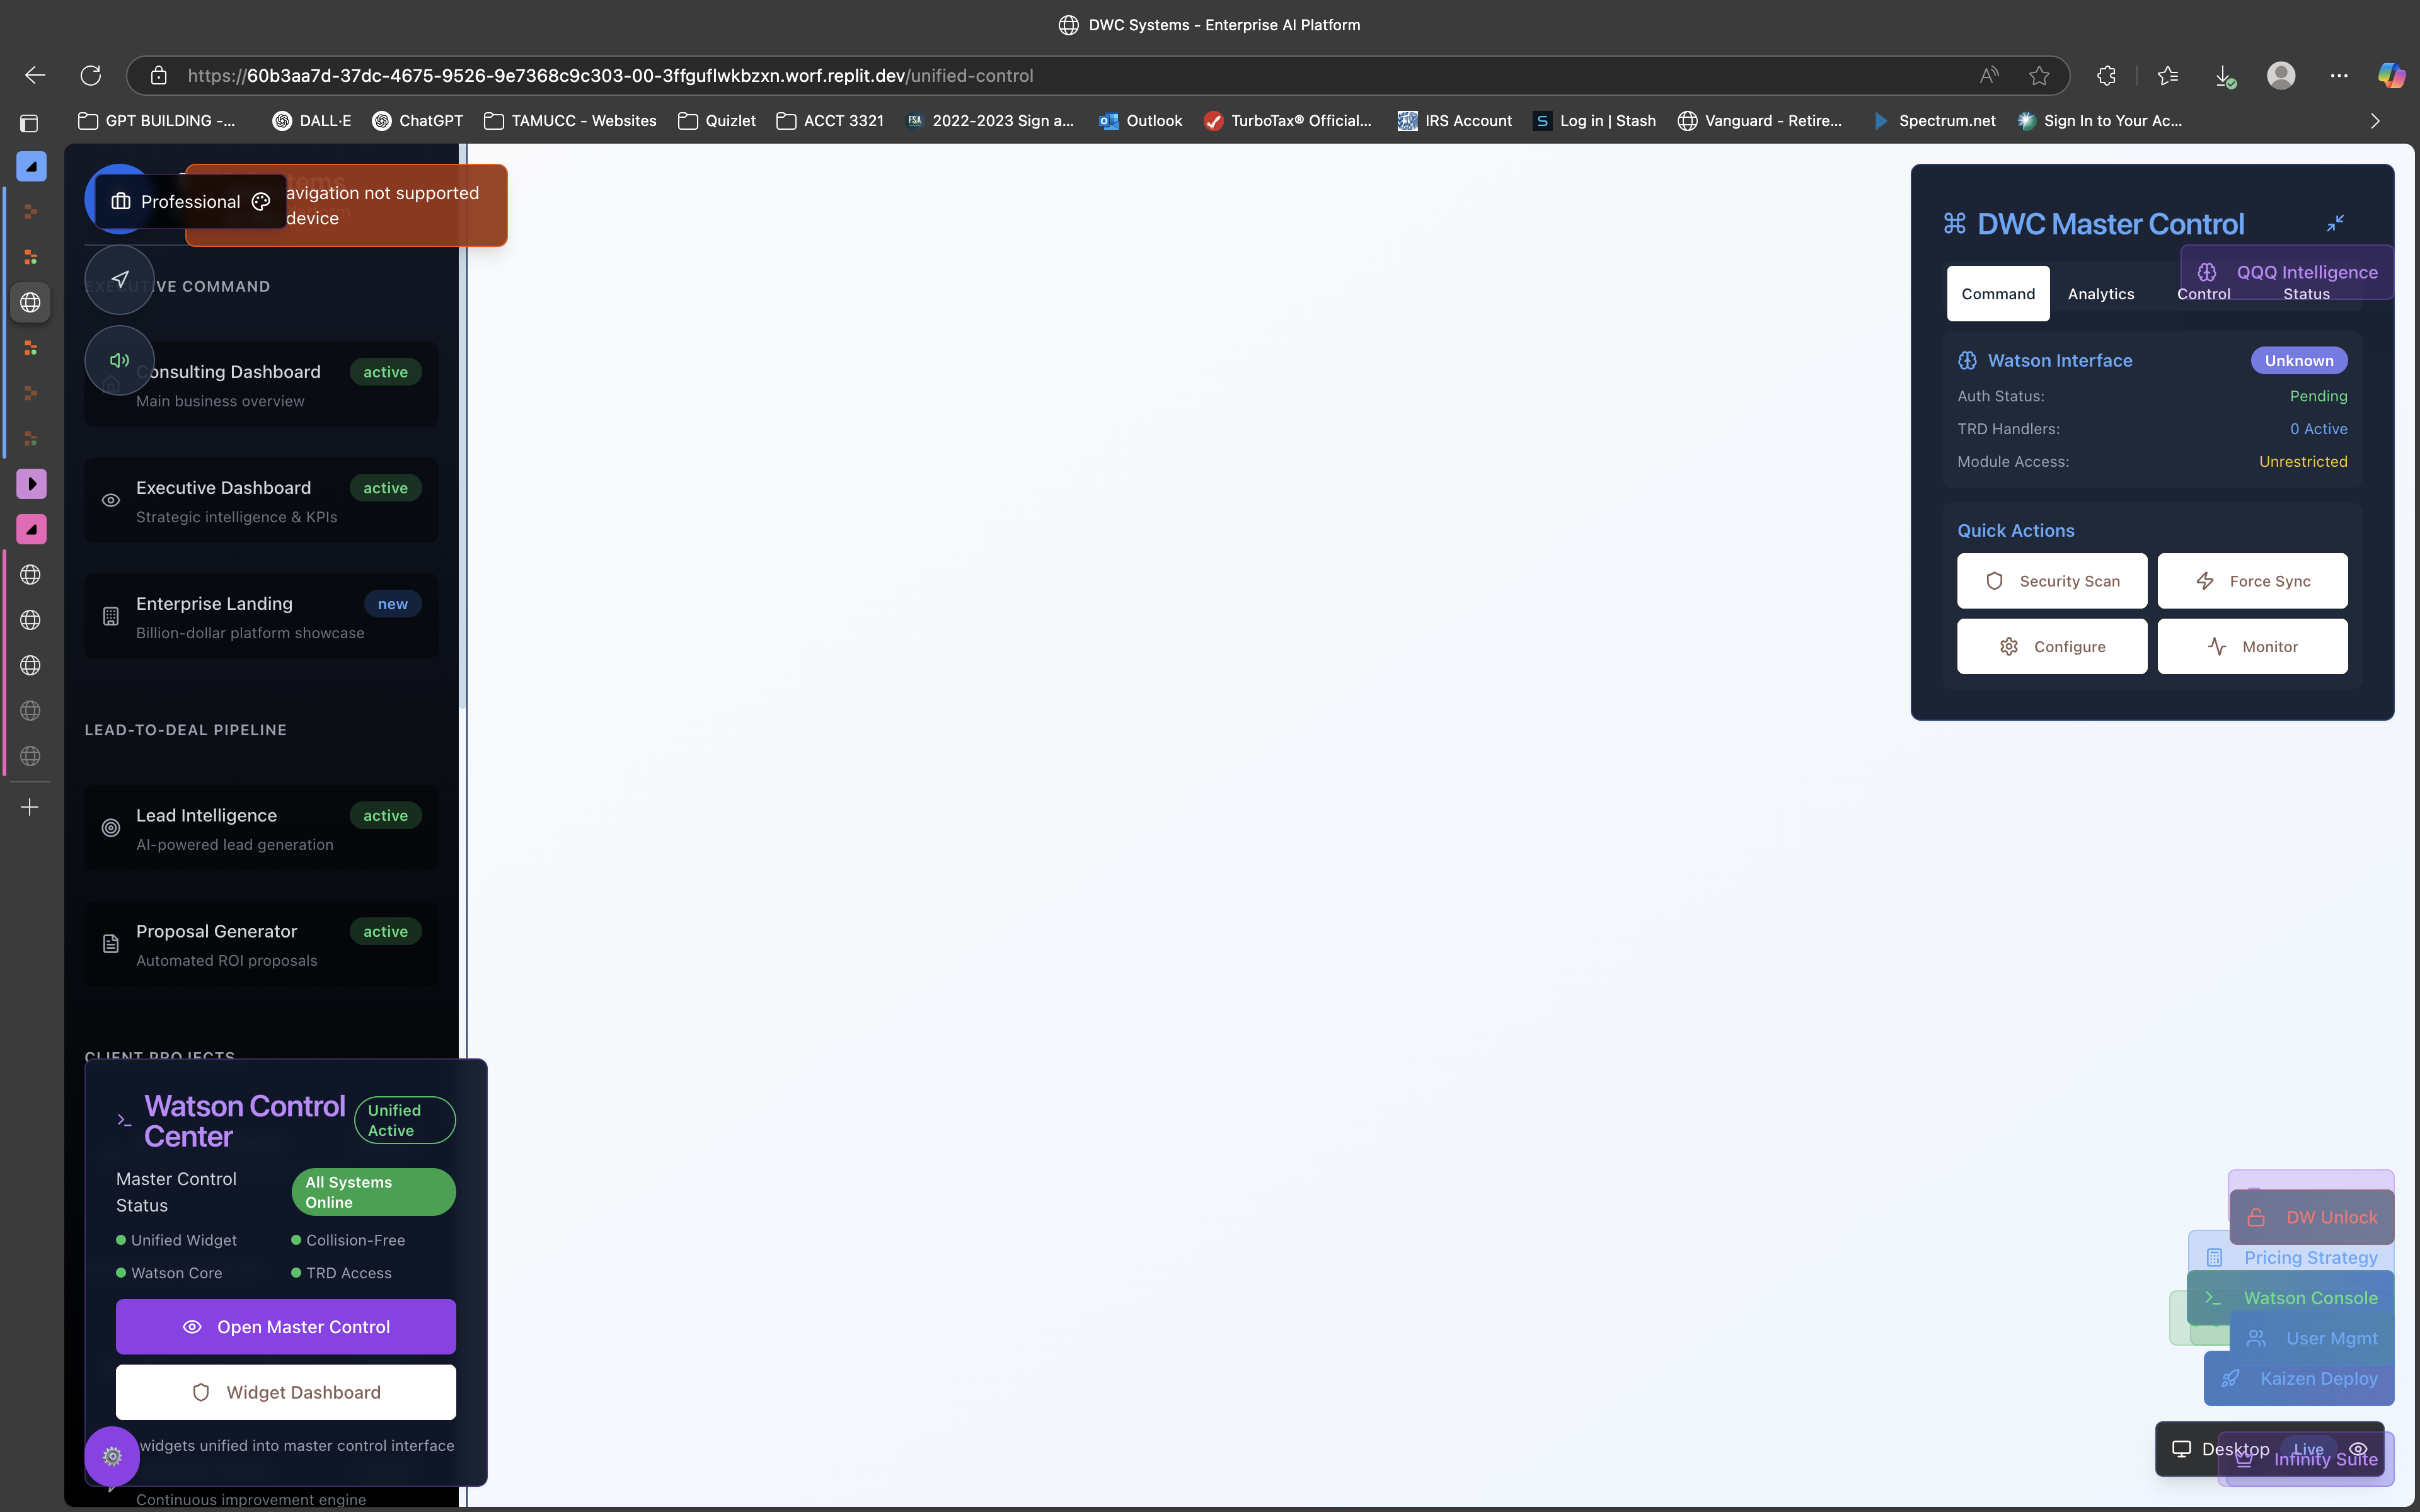 DWC Systems - Enterprise AI Platform
https://60b3aa7d-37dc-4675-9526-9e7368c9c303-00-3ffguflwkbzxn.worf.replit.dev/unified-control
GPT BUILDING -...
DALL·E
ChatGPT
TAMUCC - Websites
Quizlet
ACCT 3321
2022-2023 Sign a...
Outlook
TurboTax® Official...
IRS Account
Log in | Stash
Vanguard - Retire...
Spectrum.net
Sign In to Your Ac...
Professional
avigation not supported
device
EXECUTIVE COMMAND
Consulting Dashboard
active
Main business overview
Executive Dashboard
active
Strategic intelligence & KPIs
Enterprise Landing
new
Billion-dollar platform showcase
LEAD-TO-DEAL PIPELINE
Lead Intelligence
active
AI-powered lead generation
Proposal Generator
active
Automated ROI proposals
CLIENT PROJECTS
Watson Control
Center
Unified
Active
Master Control
Status
All Systems
Online
Unified Widget
Collision-Free
Watson Core
TRD Access
Open Master Control
Widget Dashboard
widgets unified into master control interface
Continuous improvement engine
DWC Master Control
QQQ Intelligence
Command
Analytics
Control
Status
Watson Interface
Unknown
Auth Status:
Pending
TRD Handlers:
0 Active
Module Access:
Unrestricted
Quick Actions
Security Scan
Force Sync
Configure
Monitor
DW Unlock
Pricing Strategy
Watson Console
User Mgmt
Kaizen Deploy
Desktop
Live
Infinity Suite